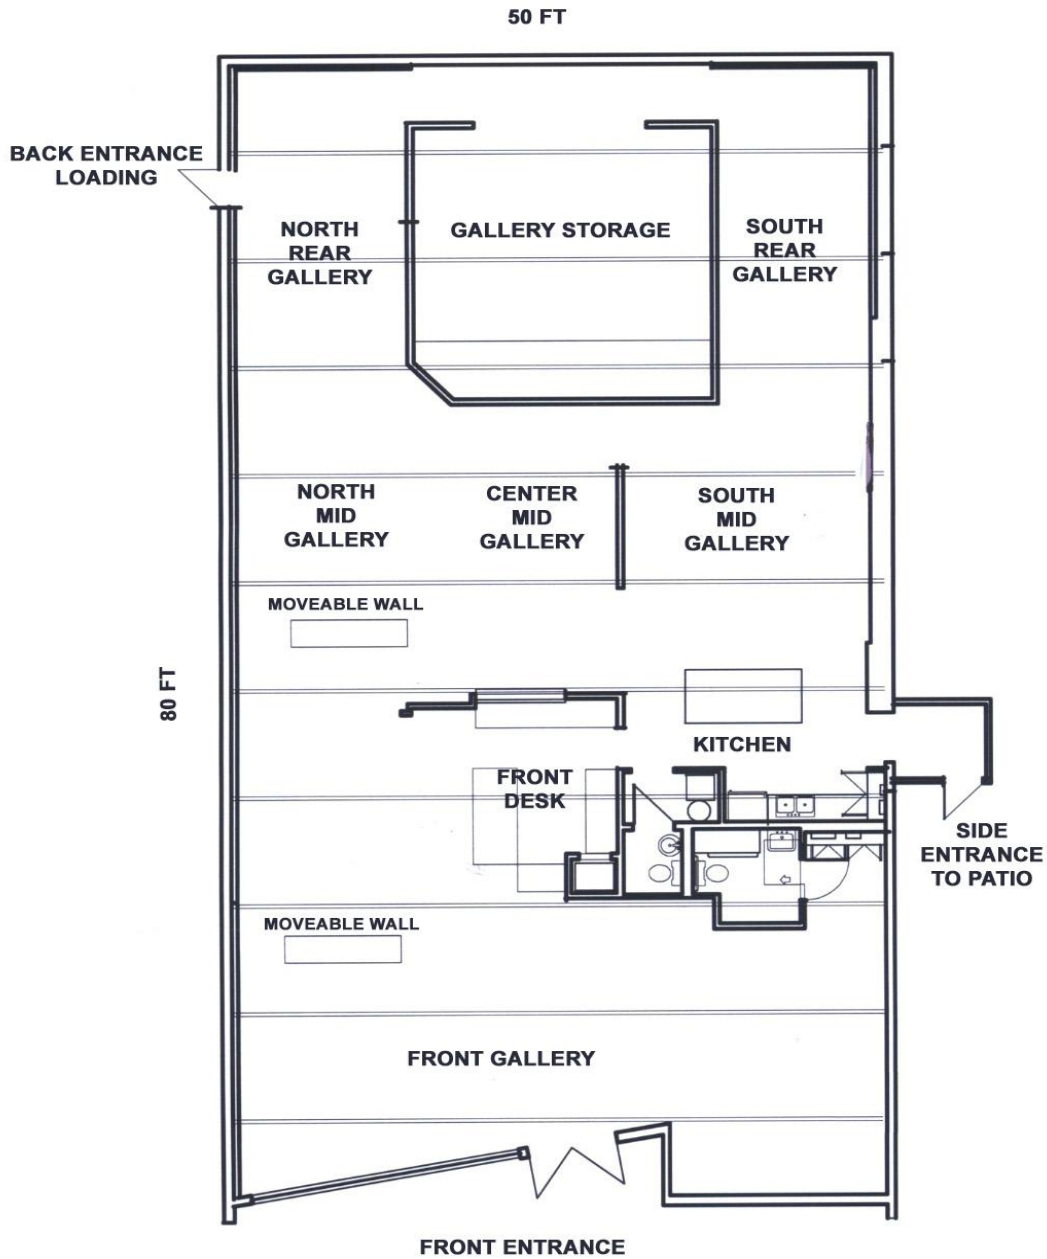 50 FT
BACK ENTRANCE
LOADING
NORTH
REAR
GALLERY
GALLERY STORAGE
SOUTH
REAR
GALLERY
NORTH
MID
GALLERY
CENTER
MID
GALLERY
SOUTH
MID
GALLERY
MOVEABLE WALL
80 FT
KITCHEN
FRONT
DESK
SIDE
ENTRANCE
TO PATIO
MOVEABLE WALL
FRONT GALLERY
FRONT ENTRANCE